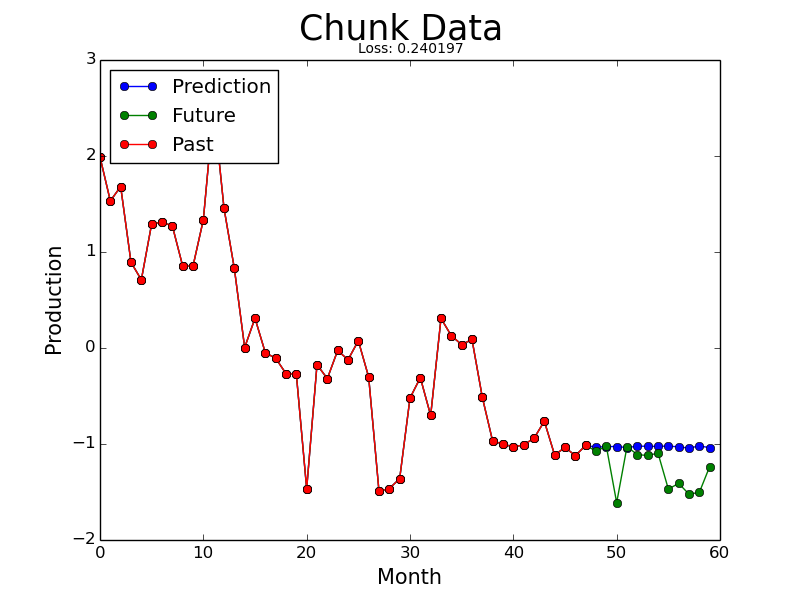 Chunk Data
Loss: 0.240197
Prediction
Future
Past
3
2
1
0
−1
−2
Production
0 10 20 30 40 50 60
Month